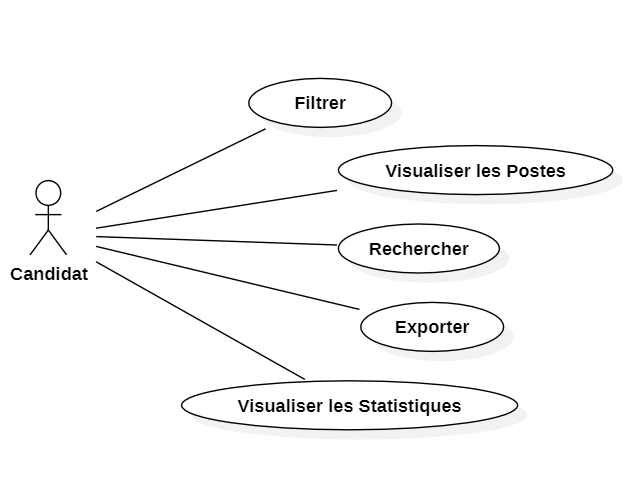 Filtrer
Visualiser les Postes
Rechercher
Candidat
Exporter
Visualiser les Statistiques